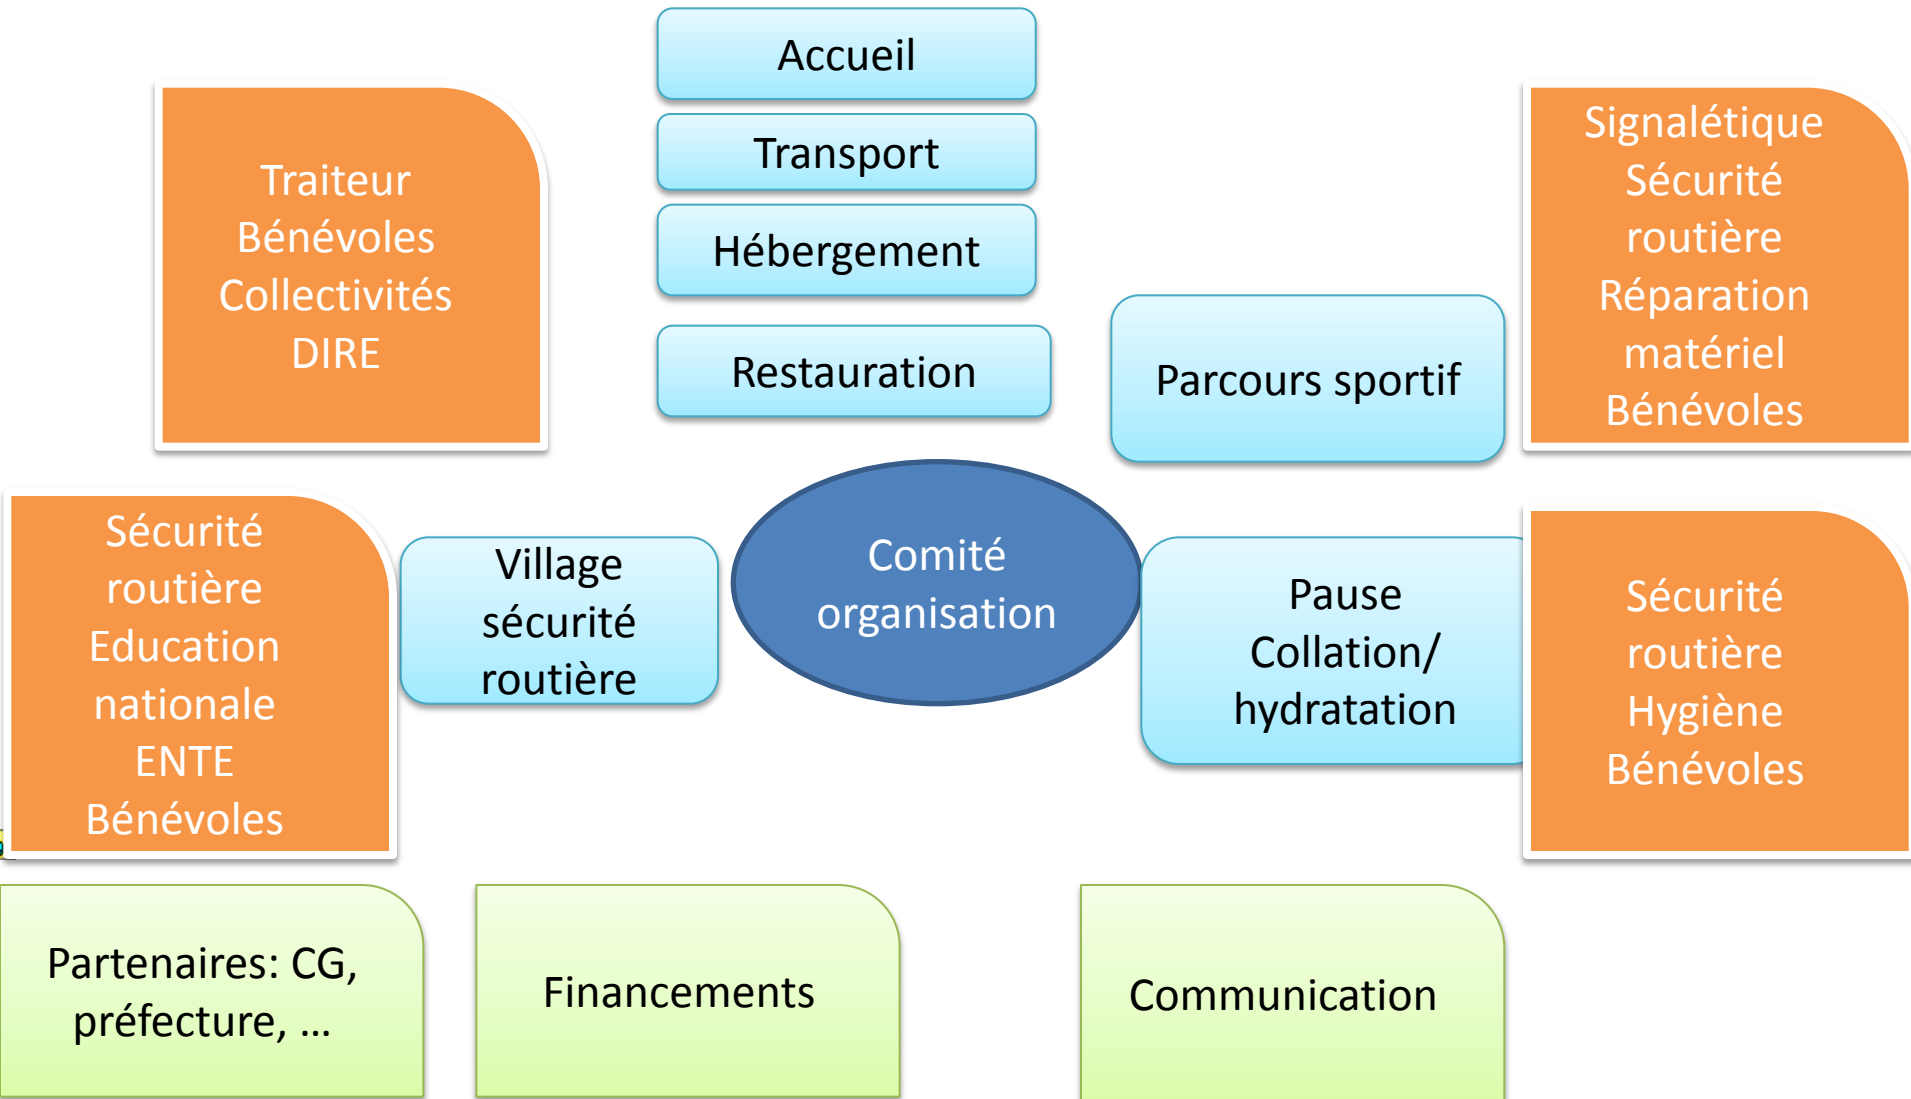 Accueil
Transport
Hébergement
Restauration
Traiteur
Bénévoles
Collectivités
DIRE
Parcours sportif
Signalétique
Sécurité
routière
Réparation
matériel
Bénévoles
Sécurité
routière
Education
nationale
ENTE
Bénévoles
Village
sécurité
routière
Comité
organisation
Pause
Collation/
hydratation
Sécurité
routière
Hygiène
Bénévoles
Partenaires: CG,
préfecture, ...
Financements
Communication